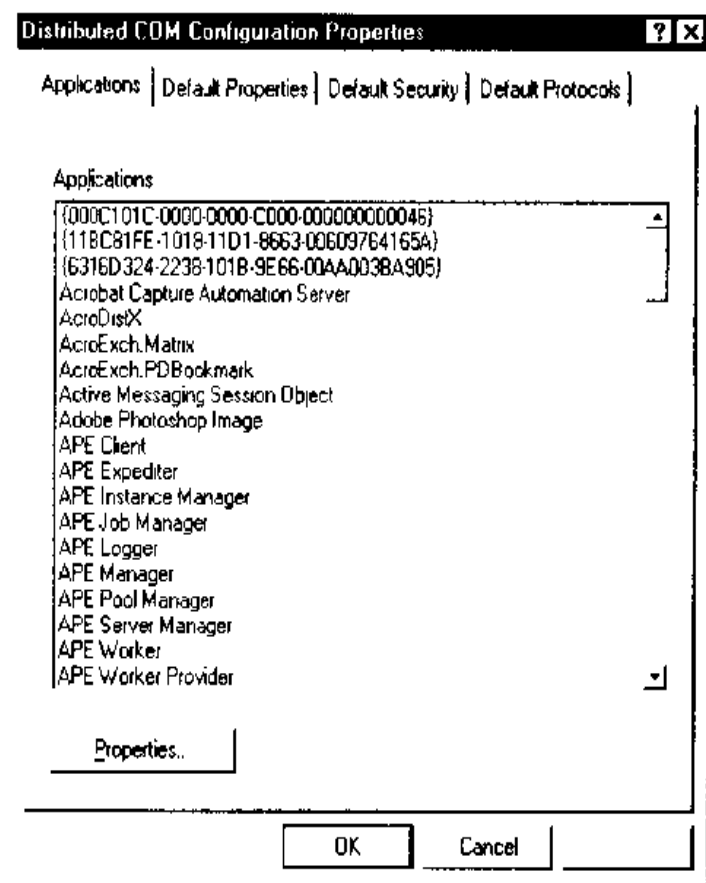 Distributed COM Configuration Properties
Applications Default Properties Default Security Default Protocols
Applications
{000C101C-0000-0000-C000-000000000046}
{118C81FE-1018-11D1-8663-00609764165A}
{6316D324-2238-101B-9E66-00AA003BA905}
Acrobat Capture Automation Server
AcroDistX
AcroExch.Matrix
AcroExch.PDBookmark
Active Messaging Session Object
Adobe Photoshop Image
APE Client
APE Expediter
APE Instance Manager
APE Job Manager
APE Logger
APE Manager
APE Pool Manager
APE Server Manager
APE Worker
APE Worker Provider
Properties..
OK Cancel